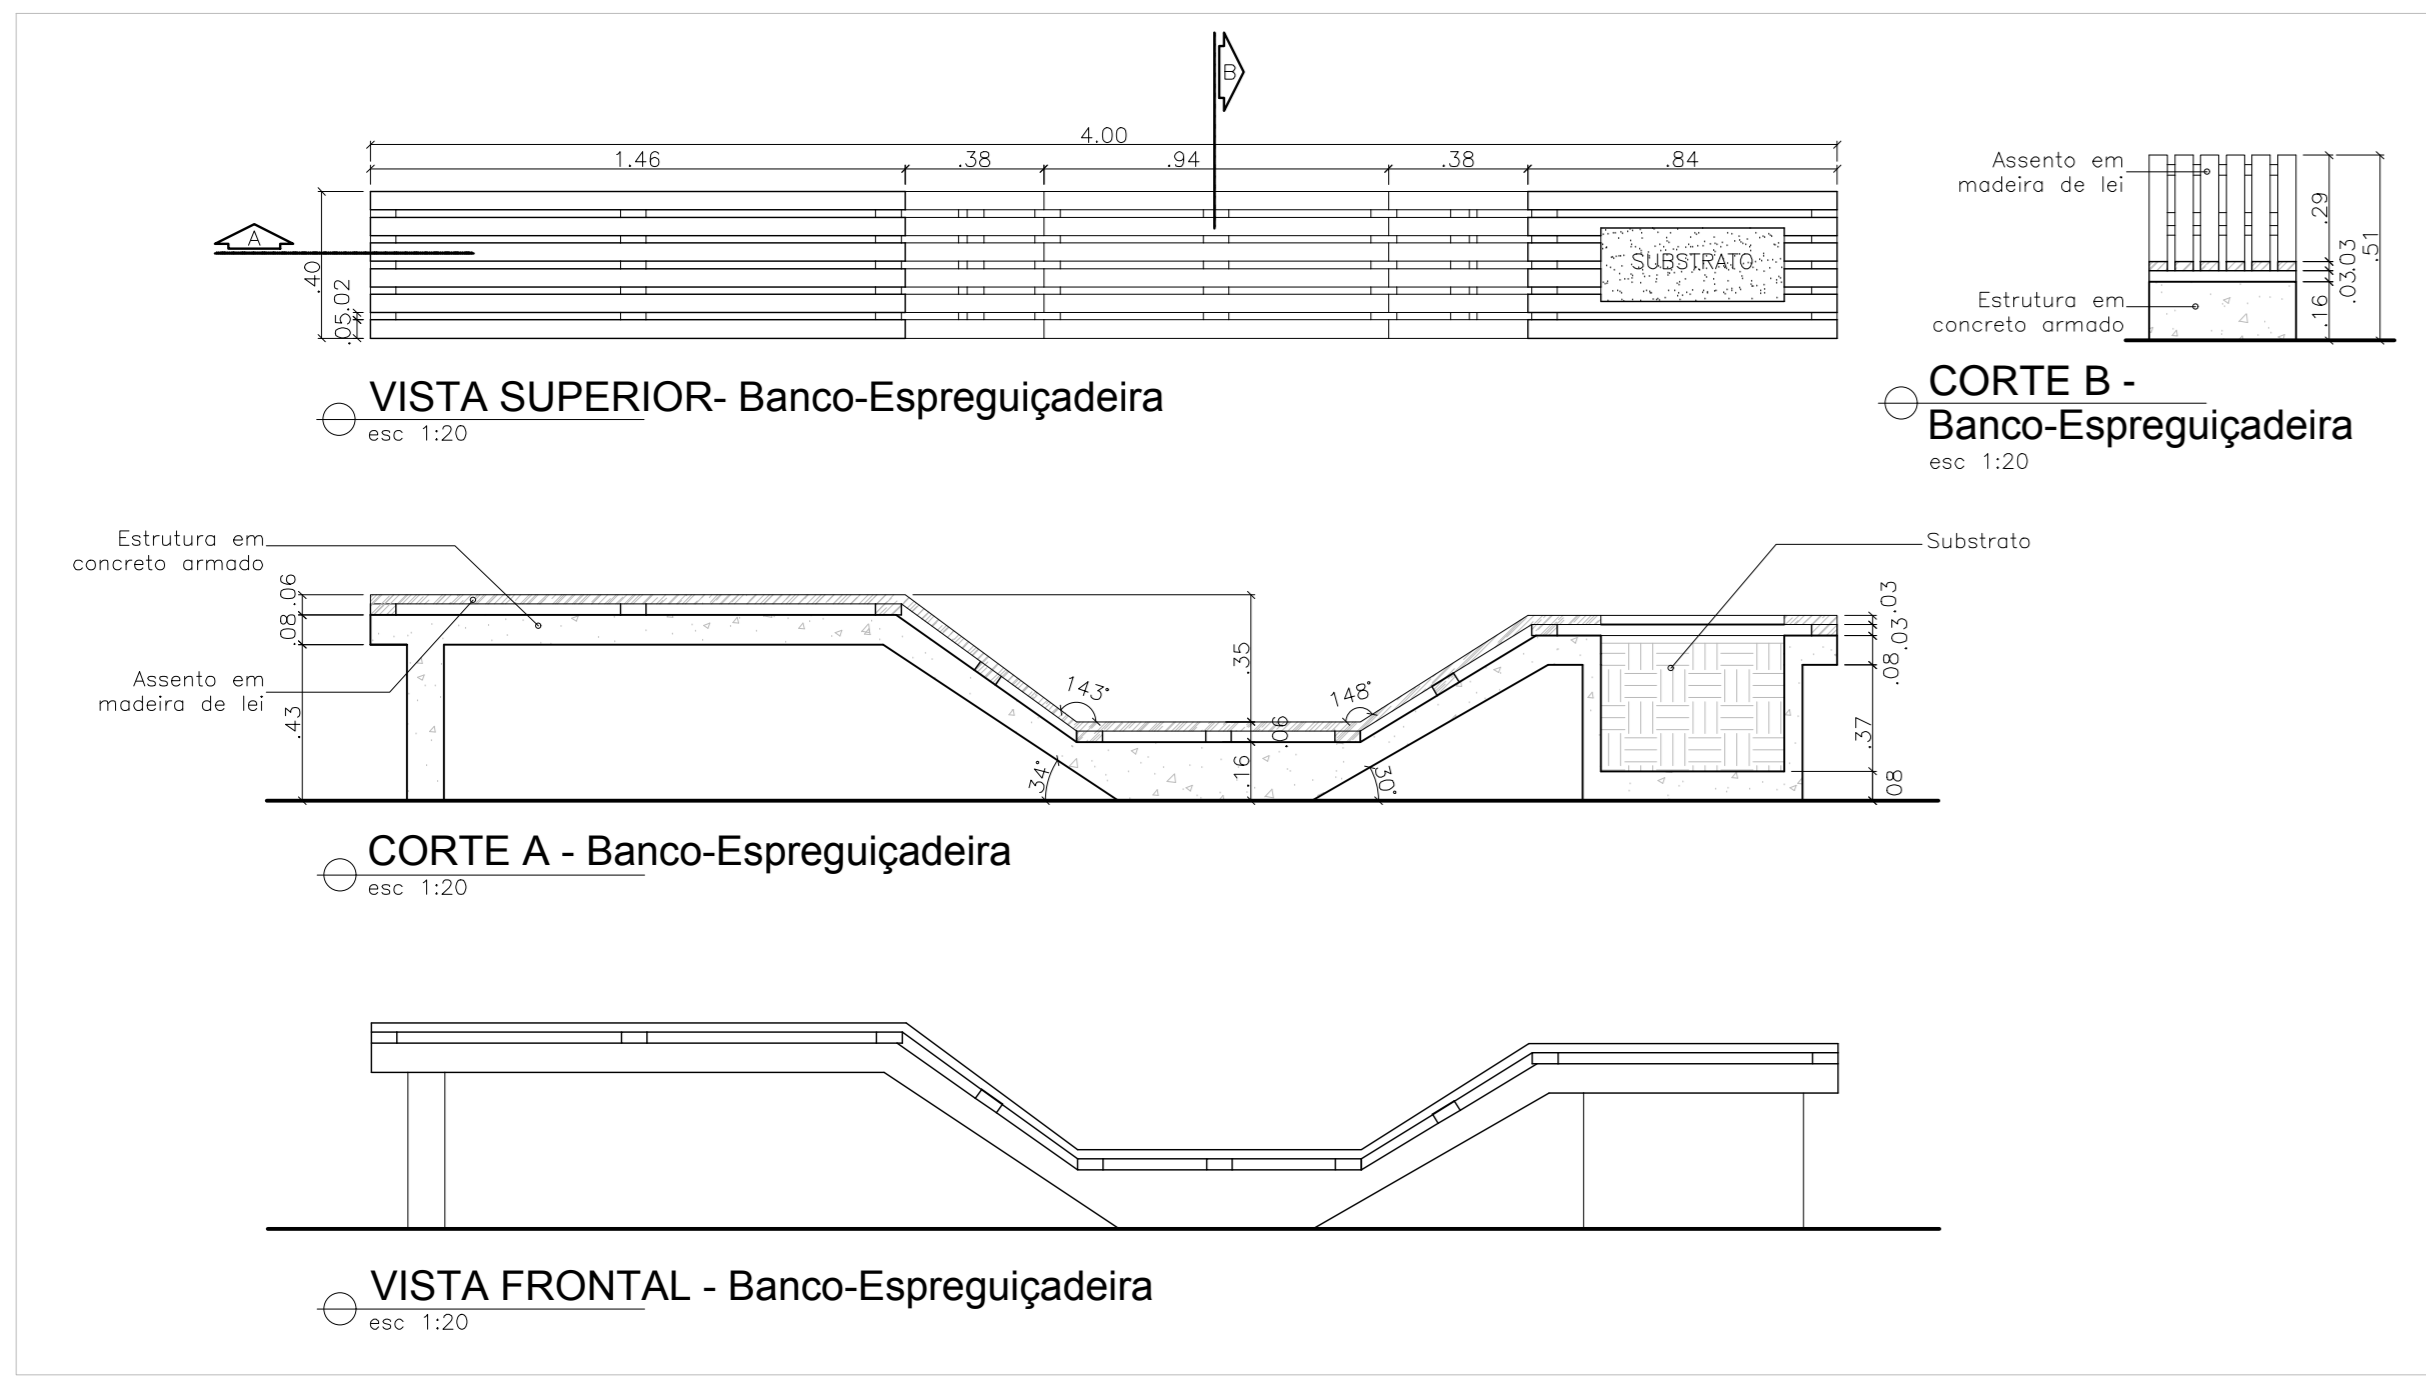 B
4.00
1.46 .38 .94 .38 .84
A
.40
.05 .02
SUBSTRATO
VISTA SUPERIOR- Banco-Espreguiçadeira
esc 1:20
Assento em
madeira de lei
Estrutura em
concreto armado
.29
.03
.03
.16
.51
CORTE B -
Banco-Espreguiçadeira
esc 1:20
Estrutura em
concreto armado
Assento em
madeira de lei
.06
.08
.43
143°
34°
.35
.06
.16
148°
30°
Substrato
.03
.03
.08
.37
08
CORTE A - Banco-Espreguiçadeira
esc 1:20
VISTA FRONTAL - Banco-Espreguiçadeira
esc 1:20